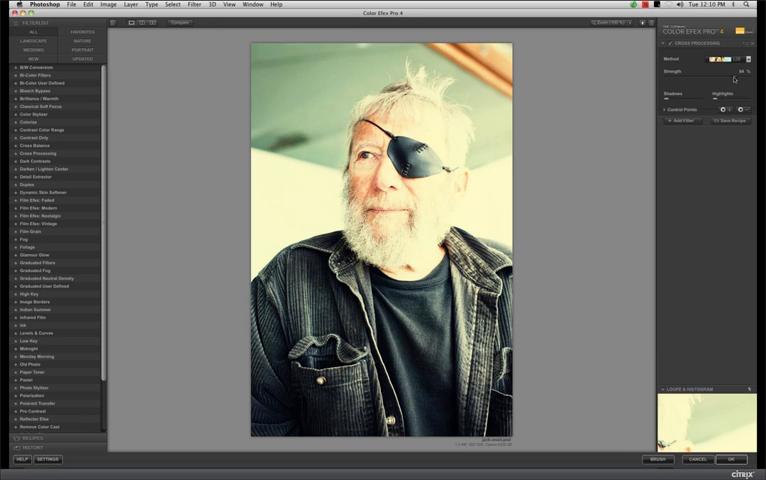 Photoshop File Edit Image Layer Type Select Filter 3D View Window Help Tue 12:10 PM
Color Efex Pro 4
FILTER LIST
ALL FAVORITES
LANDSCAPE NATURE
WEDDING PORTRAIT
NEW UPDATED
B/W Conversion
Bi-Color Filters
Bi-Color User Defined
Bleach Bypass
Brilliance / Warmth
Classical Soft Focus
Color Stylizer
Colorize
Contrast Color Range
Contrast Only
Cross Balance
Cross Processing
Dark Contrasts
Darken / Lighten Center
Detail Extractor
Duplex
Dynamic Skin Softener
Film Efex: Faded
Film Efex: Modern
Film Efex: Nostalgic
Film Efex: Vintage
Film Grain
Fog
Foliage
Glamour Glow
Graduated Filters
Graduated Fog
Graduated Neutral Density
Graduated User Defined
High Key
Image Borders
Indian Summer
Infrared Film
Ink
Levels & Curves
Low Key
Midnight
Monday Morning
Old Photo
Paper Toner
Pastel
Photo Stylizer
Polarization
Polaroid Transfer
Pro Contrast
Reflector Efex
Remove Color Cast
RECIPES
HISTORY
HELP SETTINGS
Compare
COLOR EFEX PRO 4
CROSS PROCESSING
Method
Strength
Shadows Highlights
Control Points
Add Filter Save Recipe
LOUPE & HISTOGRAM
BRUSH CANCEL OK
CITRIX